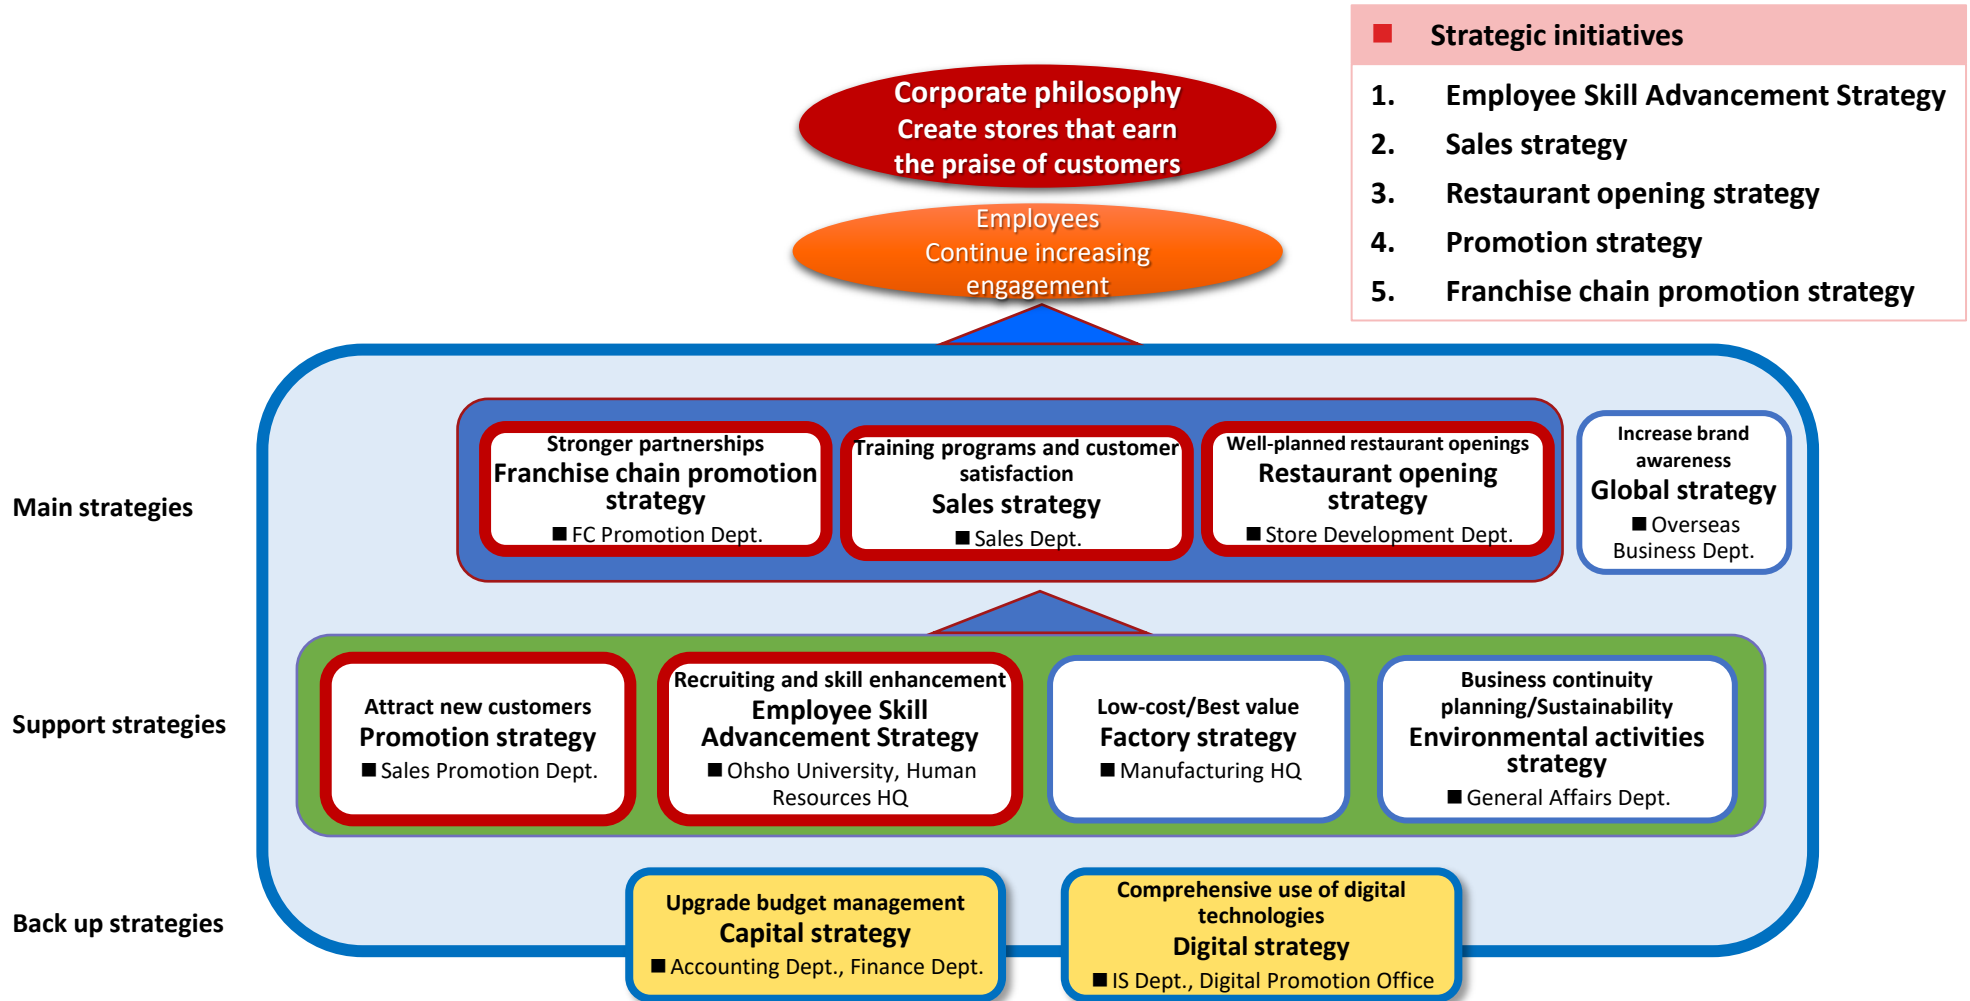 ■ Strategic initiatives
1. Employee Skill Advancement Strategy
2. Sales strategy
3. Restaurant opening strategy
4. Promotion strategy
5. Franchise chain promotion strategy
Corporate philosophy
Create stores that earn
the praise of customers
Employees
Continue increasing
engagement
Main strategies
Stronger partnerships
Franchise chain promotion
strategy
■ FC Promotion Dept.
Training programs and customer
satisfaction
Sales strategy
■ Sales Dept.
Well-planned restaurant openings
Restaurant opening
strategy
■ Store Development Dept.
Increase brand
awareness
Global strategy
■ Overseas
Business Dept.
Support strategies
Attract new customers
Promotion strategy
■ Sales Promotion Dept.
Recruiting and skill enhancement
Employee Skill
Advancement Strategy
■ Ohsho University, Human
Resources HQ
Low-cost/Best value
Factory strategy
■ Manufacturing HQ
Business continuity
planning/Sustainability
Environmental activities
strategy
■ General Affairs Dept.
Back up strategies
Upgrade budget management
Capital strategy
■ Accounting Dept., Finance Dept.
Comprehensive use of digital
technologies
Digital strategy
■ IS Dept., Digital Promotion Office